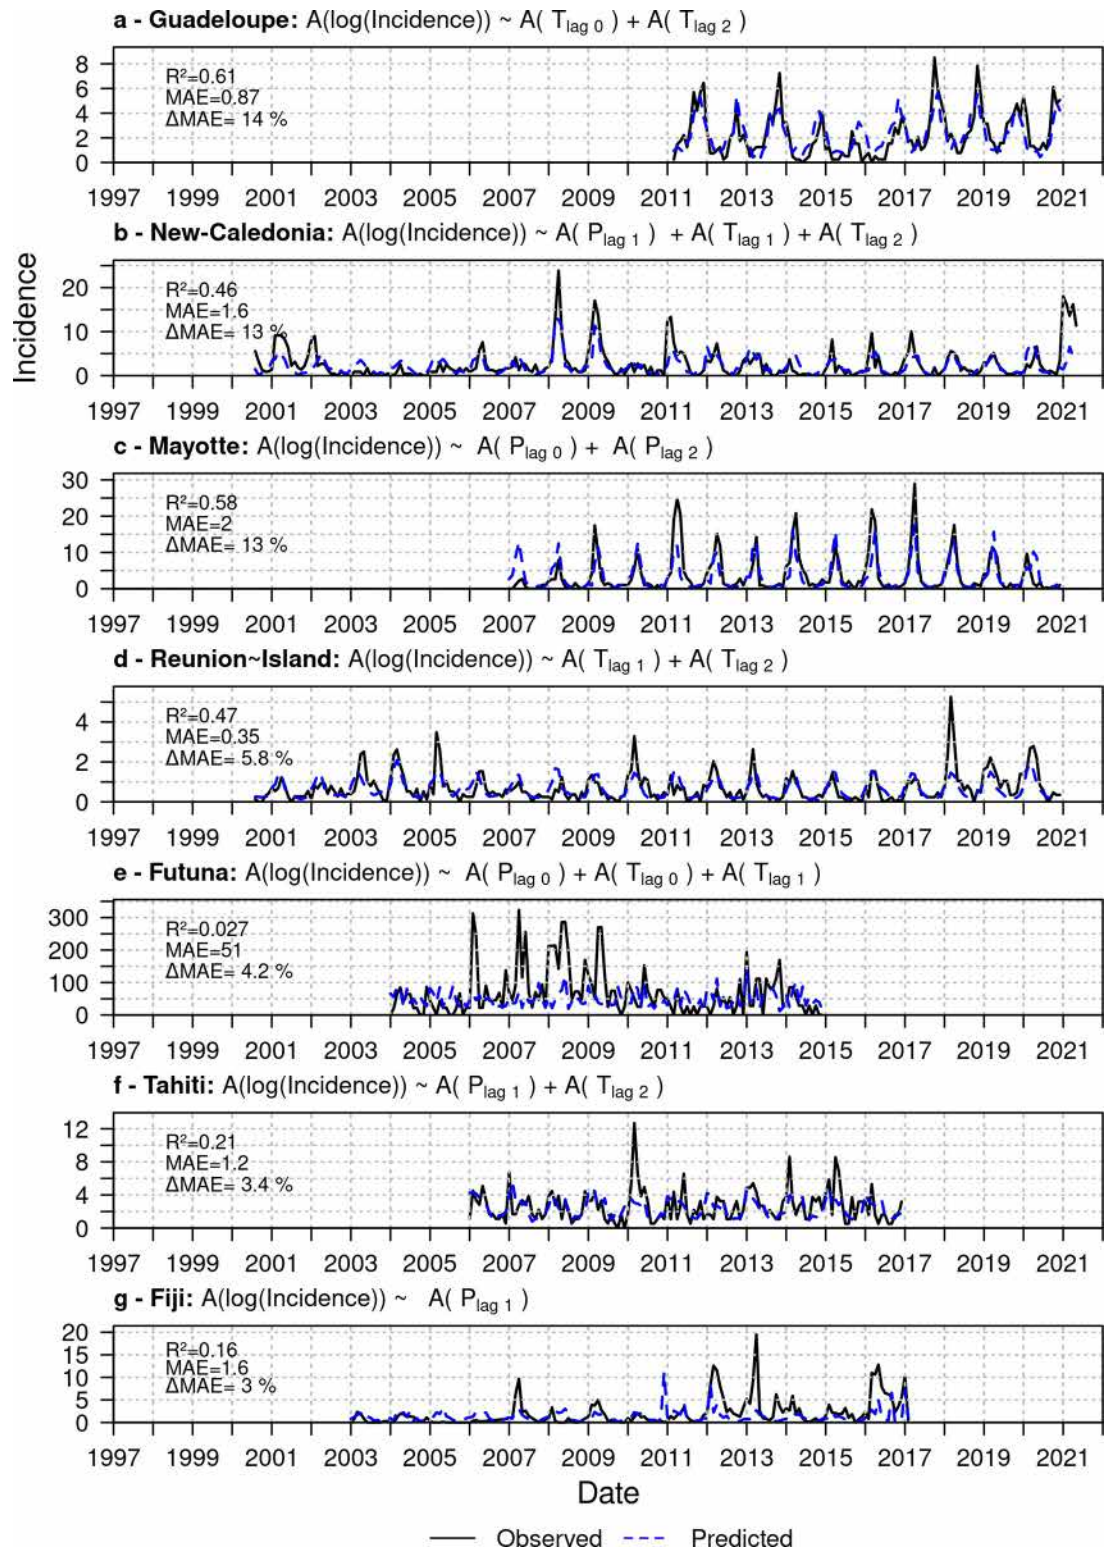 a - Guadeloupe: A(log(Incidence)) ~ A( T lag 0 ) + A( T lag 2 )
R²=0.61
MAE=0.87
ΔMAE= 14 %
8
6
4
2
0
1997 1999 2001 2003 2005 2007 2009 2011 2013 2015 2017 2019 2021
b - New-Caledonia: A(log(Incidence)) ~ A( P lag 1 ) + A( T lag 1 ) + A( T lag 2 )
R²=0.46
MAE=1.6
ΔMAE= 13 %
20
10
0
1997 1999 2001 2003 2005 2007 2009 2011 2013 2015 2017 2019 2021
Incidence
c - Mayotte: A(log(Incidence)) ~ A( P lag 0 ) + A( P lag 2 )
R²=0.58
MAE=2
ΔMAE= 13 %
30
20
10
0
1997 1999 2001 2003 2005 2007 2009 2011 2013 2015 2017 2019 2021
d - Reunion~Island: A(log(Incidence)) ~ A( T lag 1 ) + A( T lag 2 )
R²=0.47
MAE=0.35
ΔMAE= 5.8 %
4
2
0
1997 1999 2001 2003 2005 2007 2009 2011 2013 2015 2017 2019 2021
e - Futuna: A(log(Incidence)) ~ A( P lag 0 ) + A( T lag 0 ) + A( T lag 1 )
R²=0.027
MAE=51
ΔMAE= 4.2 %
300
200
100
0
1997 1999 2001 2003 2005 2007 2009 2011 2013 2015 2017 2019 2021
f - Tahiti: A(log(Incidence)) ~ A( P lag 1 ) + A( T lag 2 )
R²=0.21
MAE=1.2
ΔMAE= 3.4 %
12
8
4
0
1997 1999 2001 2003 2005 2007 2009 2011 2013 2015 2017 2019 2021
g - Fiji: A(log(Incidence)) ~ A( P lag 1 )
R²=0.16
MAE=1.6
ΔMAE= 3 %
20
15
10
5
0
1997 1999 2001 2003 2005 2007 2009 2011 2013 2015 2017 2019 2021
Date
Observed Predicted